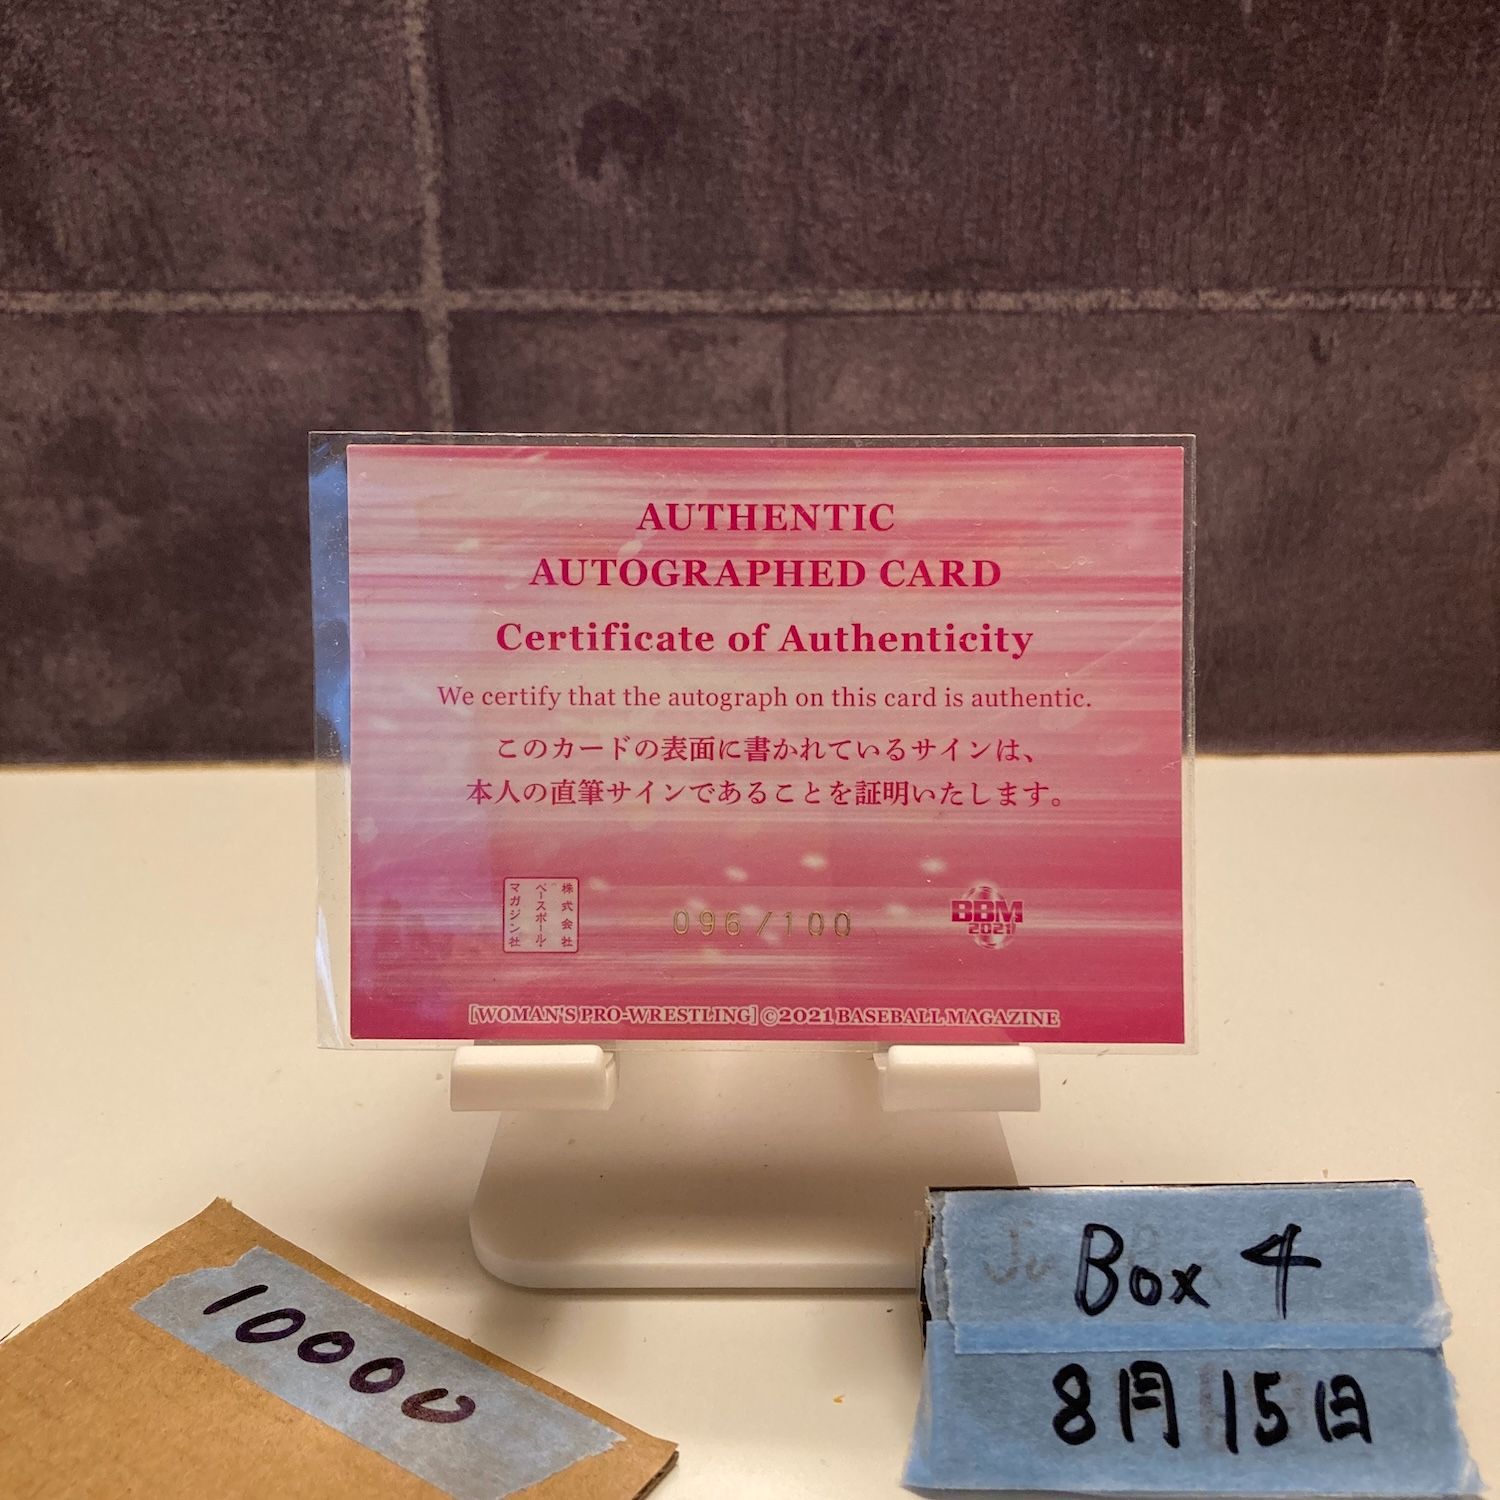 AUTHENTIC
AUTOGRAPHED CARD
Certificate of Authenticity
We certify that the autograph on this card is authentic.
このカードの表面に書かれているサインは、
本人の直筆サインであることを証明いたします。
株式会社
ベースボール・
マガジン社
096/100
BBM
2021
[WOMAN'S PRO-WRESTLING] ©2021 BASEBALL MAGAZINE
10000
Box 4
8月15日